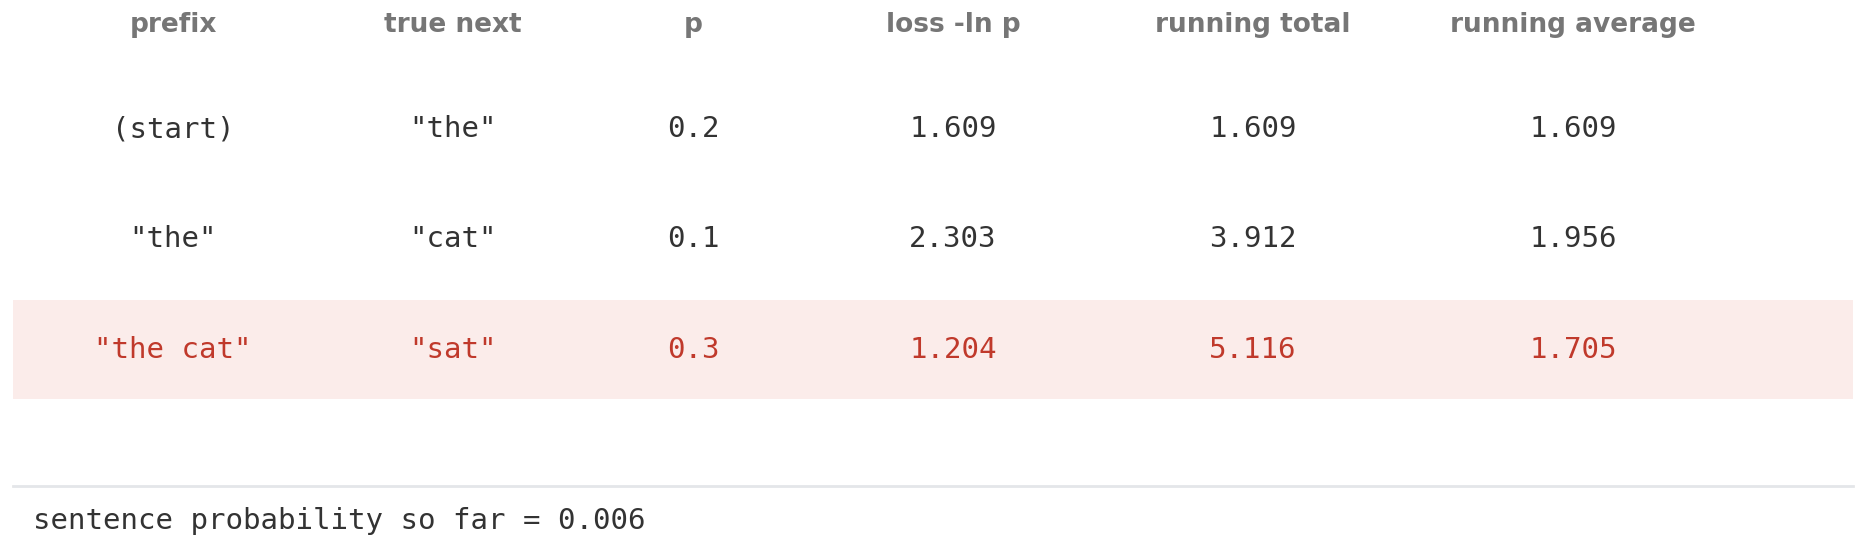 prefix true next p loss -ln p running total running average
(start) "the" 0.2 1.609 1.609 1.609
"the" "cat" 0.1 2.303 3.912 1.956
"the cat" "sat" 0.3 1.204 5.116 1.705
sentence probability so far = 0.006